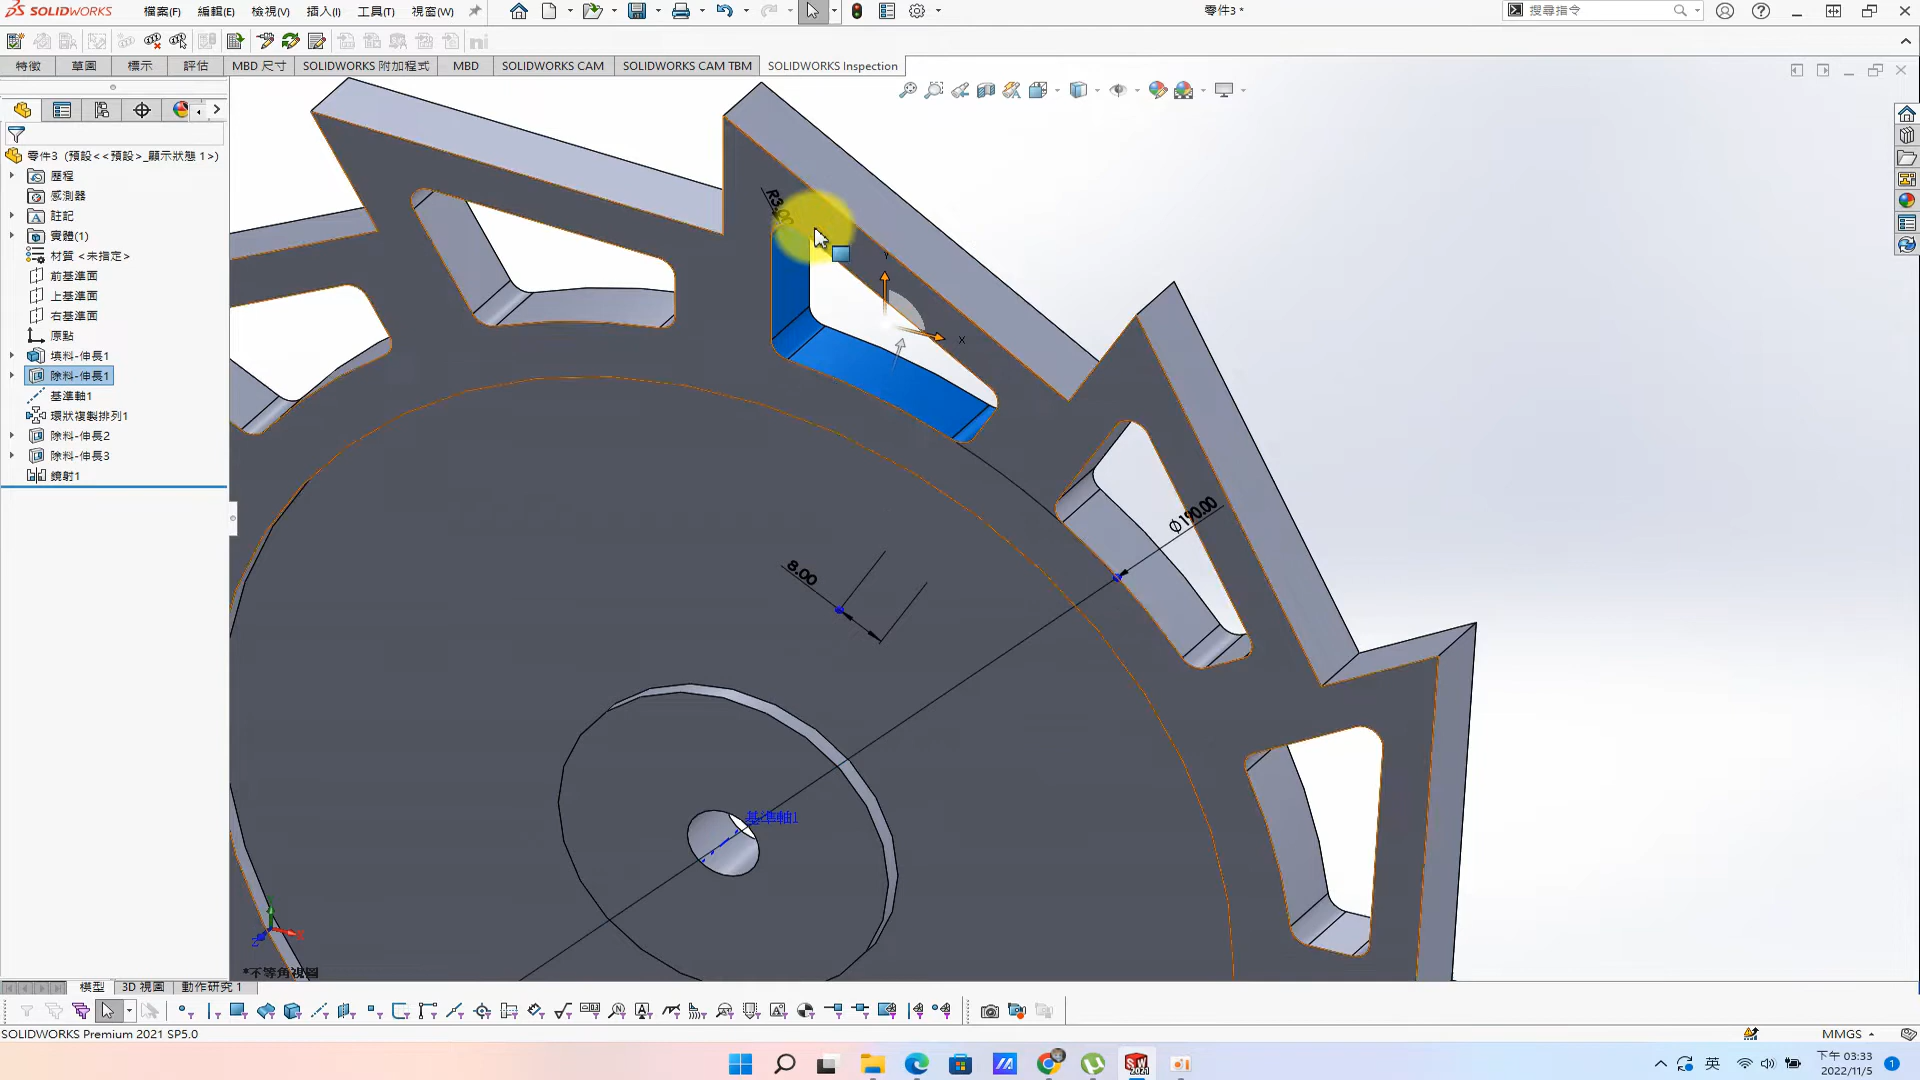 SOLIDWORKS 檔案(F) 編輯(E) 檢視(V) 插入(I) 工具(T) 視窗(W) 零件3 * 搜尋指令
特徵 草圖 標示 評估 MBD 尺寸 SOLIDWORKS 附加程式 MBD SOLIDWORKS CAM SOLIDWORKS CAM TBM SOLIDWORKS Inspection
零件3 (預設<<預設>_顯示狀態 1>)
歷程
感測器
註記
實體(1)
材質 <未指定>
前基準面
上基準面
右基準面
原點
填料-伸長1
除料-伸長1
基準軸1
環狀複製排列1
除料-伸長2
除料-伸長3
鏡射1
R3.00
Y
X
Ø190.00
8.00
基準軸1
Z
X
*不等角視圖
模型 3D 視圖 動作研究 1
SOLIDWORKS Premium 2021 SP5.0 MMGS
英 下午 03:33
2022/11/5
1